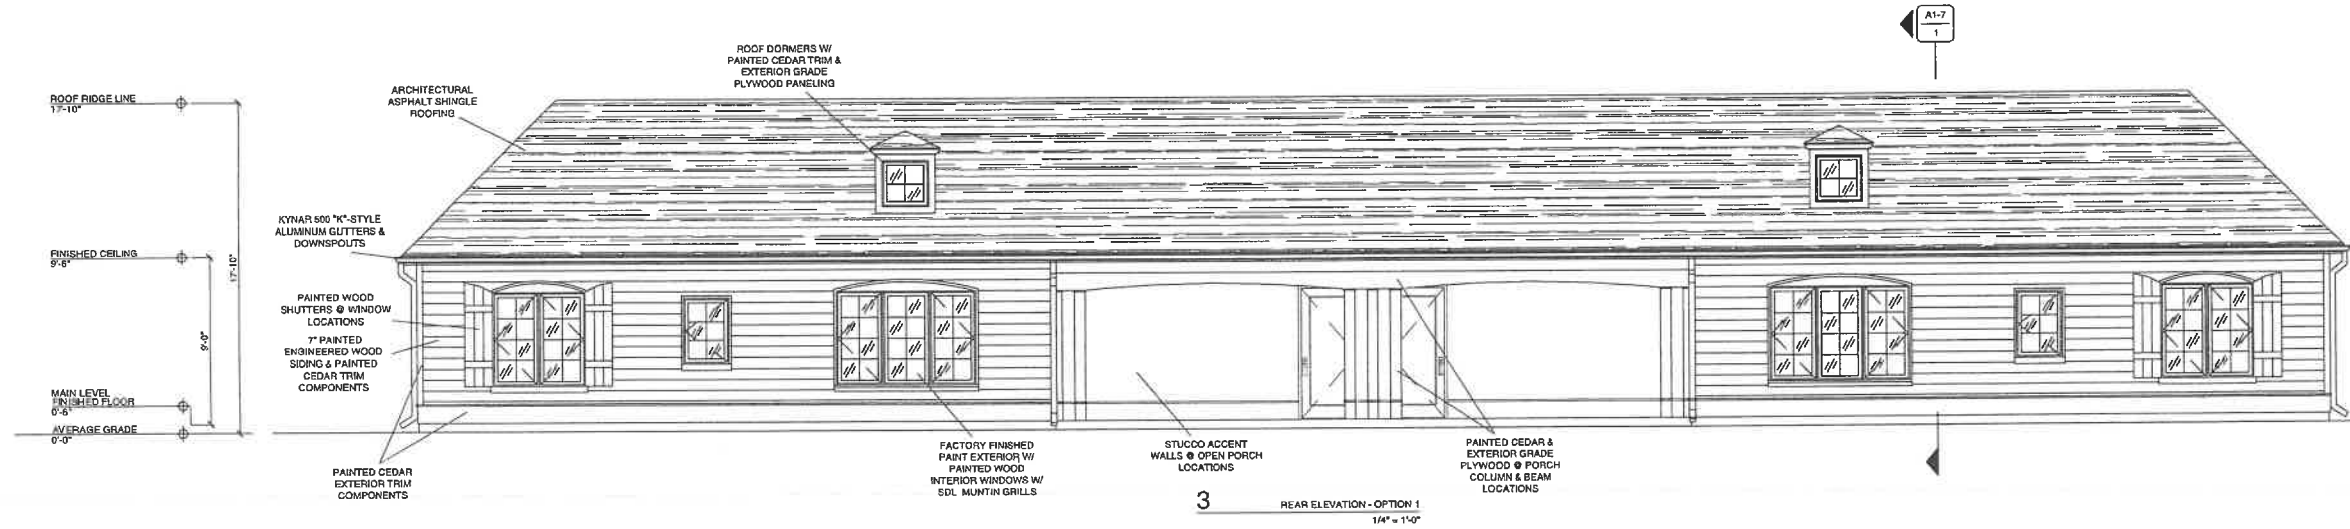 A1-7
1
ROOF DORMERS W/
PAINTED CEDAR TRIM &
EXTERIOR GRADE
PLYWOOD PANELING
ARCHITECTURAL
ASPHALT SHINGLE
ROOFING
ROOF RIDGE LINE
17'-10"
KYNAR 500 "K"-STYLE
ALUMINUM GUTTERS &
DOWNSPOUTS
FINISHED CEILING
9'-6"
17'-10"
PAINTED WOOD
SHUTTERS @ WINDOW
LOCATIONS
9'-0"
7" PAINTED
ENGINEERED WOOD
SIDING & PAINTED
CEDAR TRIM
COMPONENTS
MAIN LEVEL
FINISHED FLOOR
0'-6"
AVERAGE GRADE
0'-0"
PAINTED CEDAR
EXTERIOR TRIM
COMPONENTS
FACTORY FINISHED
PAINT EXTERIOR W/
PAINTED WOOD
INTERIOR WINDOWS W/
SDL MUNTIN GRILLS
STUCCO ACCENT
WALLS @ OPEN PORCH
LOCATIONS
PAINTED CEDAR &
EXTERIOR GRADE
PLYWOOD @ PORCH
COLUMN & BEAM
LOCATIONS
3
REAR ELEVATION - OPTION 1
1/4" = 1'-0"